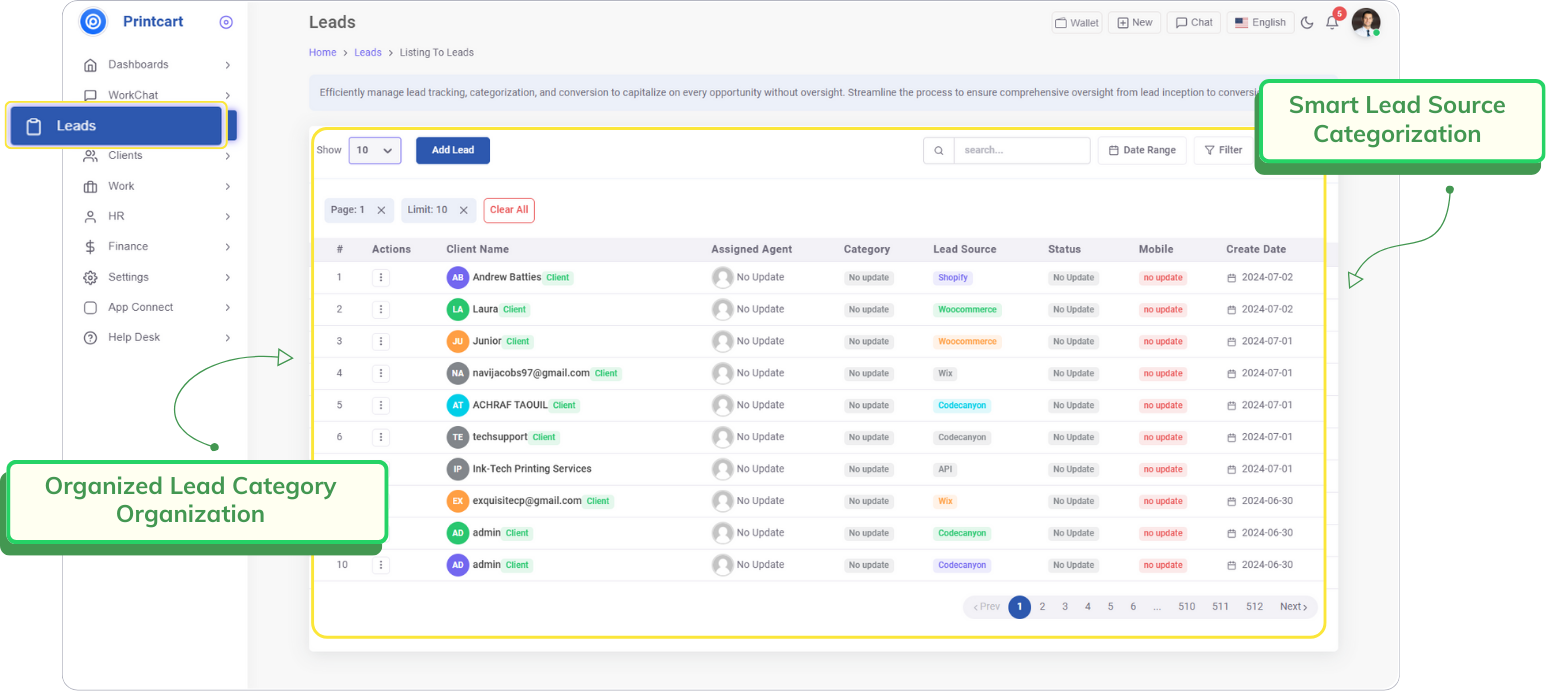 Printcart
Leads
Wallet New Chat English 5
Home > Leads > Listing To Leads
Dashboards
WorkChat
Leads
Clients
Work
HR
Finance
Settings
App Connect
Help Desk
Efficiently manage lead tracking, categorization, and conversion to capitalize on every opportunity without oversight. Streamline the process to ensure comprehensive oversight from lead inception to
Smart Lead Source
Categorization
Show 10 Add Lead search... Date Range Filter
Page: 1 Limit: 10 Clear All
# Actions Client Name Assigned Agent Category Lead Source Status Mobile Create Date
1 AB Andrew Batties Client No Update No update Shopify No Update no update 2024-07-02
2 LA Laura Client No Update No update Woocommerce No Update no update 2024-07-02
3 JU Junior Client No Update No update Woocommerce No Update no update 2024-07-01
4 NA navijacobs97@gmail.com Client No Update No update Wix No Update no update 2024-07-01
5 AT ACHRAF TAOUIL Client No Update No update Codecanyon No Update no update 2024-07-01
6 TE techsupport Client No Update No update Codecanyon No Update no update 2024-07-01
IP Ink-Tech Printing Services No Update No update API No Update no update 2024-07-01
EX exquisitecp@gmail.com Client No Update No update Wix No Update no update 2024-06-30
AD admin Client No Update No update Codecanyon No Update no update 2024-06-30
10 AD admin Client No Update No update Codecanyon No Update no update 2024-06-30
Organized Lead Category
Organization
< Prev 1 2 3 4 5 6 ... 510 511 512 Next >